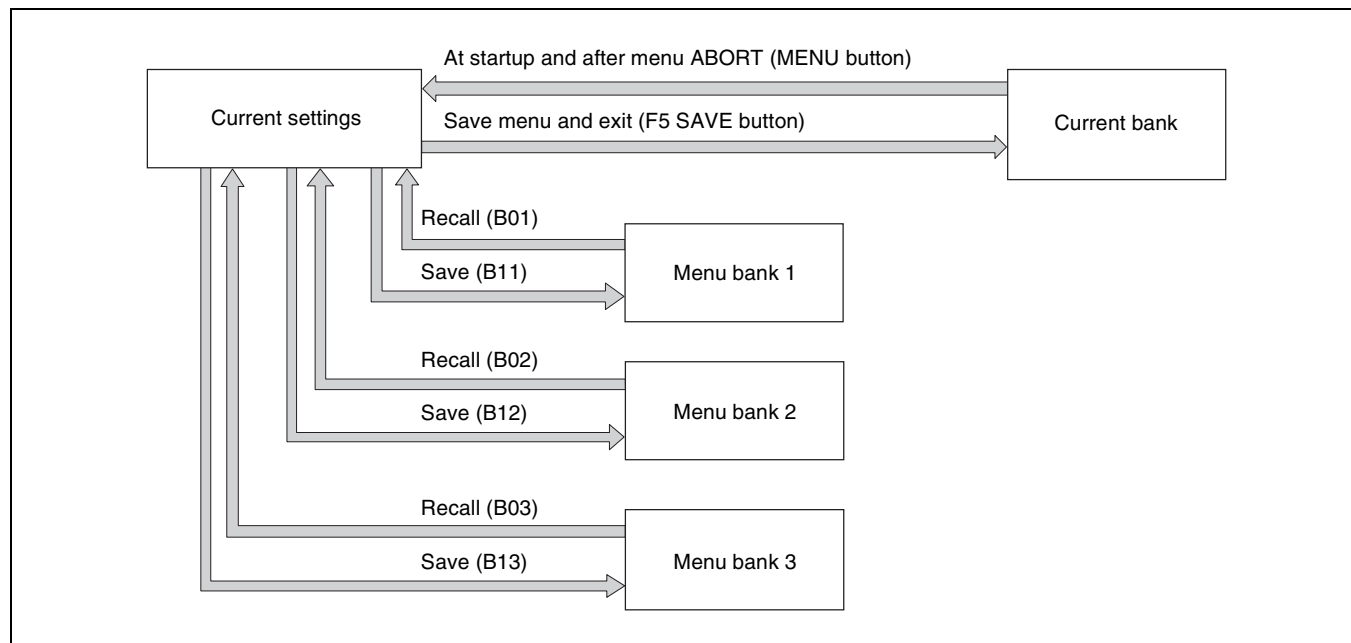 At startup and after menu ABORT (MENU button)
Current settings
Current bank
Save menu and exit (F5 SAVE button)
Recall (B01)
Menu bank 1
Save (B11)
Recall (B02)
Menu bank 2
Save (B12)
Recall (B03)
Menu bank 3
Save (B13)